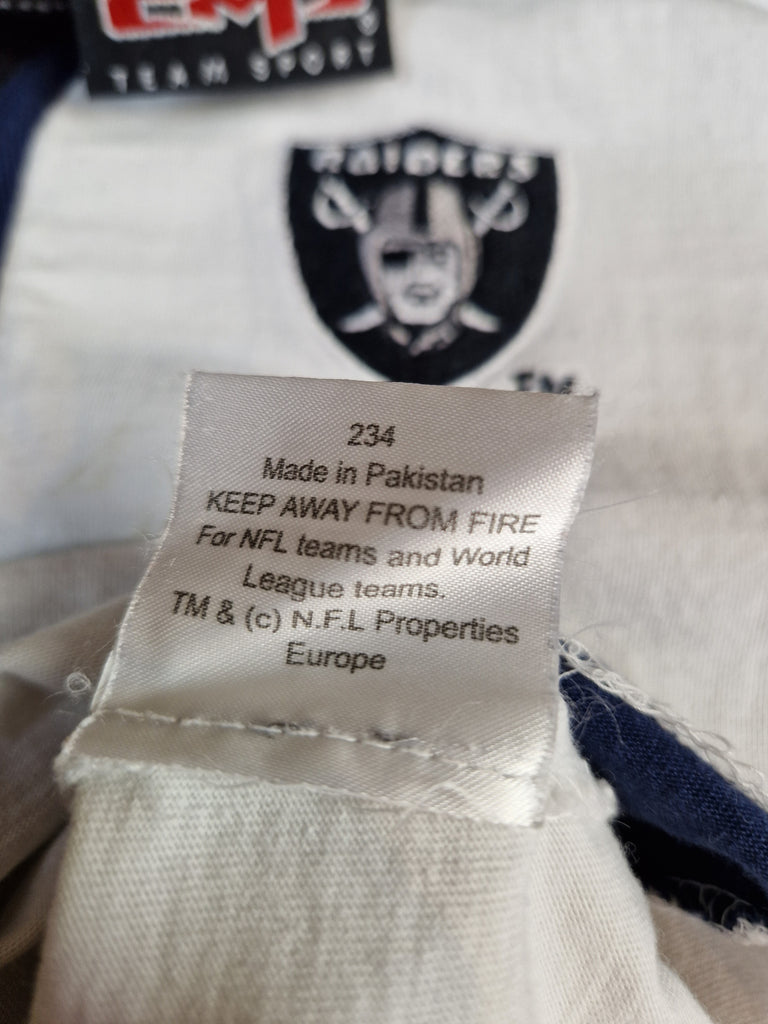 TEAM SPORT
RAIDERS
TM
234
Made in Pakistan
KEEP AWAY FROM FIRE
For NFL teams and World
League teams.
TM & (c) N.F.L Properties
Europe